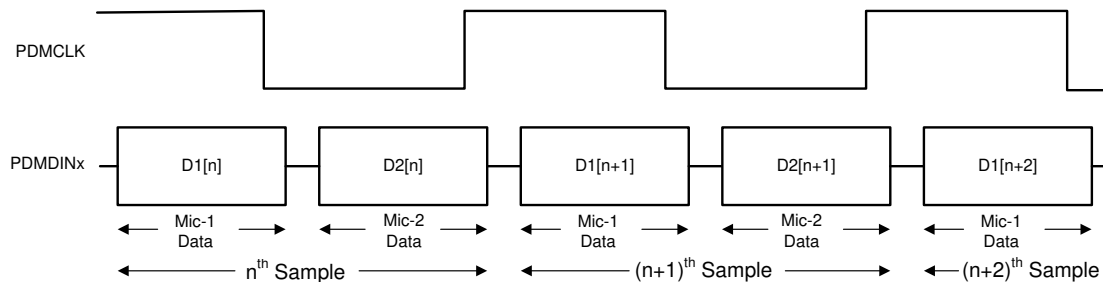 PDMCLK
PDMDINx
D1[n]
D2[n]
D1[n+1]
D2[n+1]
D1[n+2]
Mic-1
Data
Mic-2
Data
Mic-1
Data
Mic-2
Data
Mic-1
Data
nth Sample
(n+1)th Sample
(n+2)th Sample